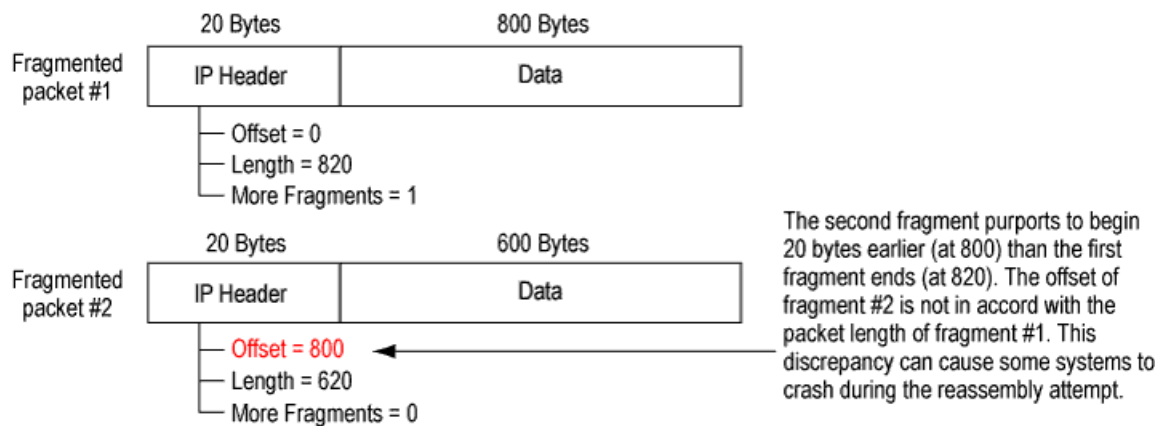 20 Bytes 800 Bytes
Fragmented
packet #1
IP Header Data
Offset = 0
Length = 820
More Fragments = 1
20 Bytes 600 Bytes
Fragmented
packet #2
IP Header Data
Offset = 800
Length = 620
More Fragments = 0
The second fragment purports to begin
20 bytes earlier (at 800) than the first
fragment ends (at 820). The offset of
fragment #2 is not in accord with the
packet length of fragment #1. This
discrepancy can cause some systems to
crash during the reassembly attempt.